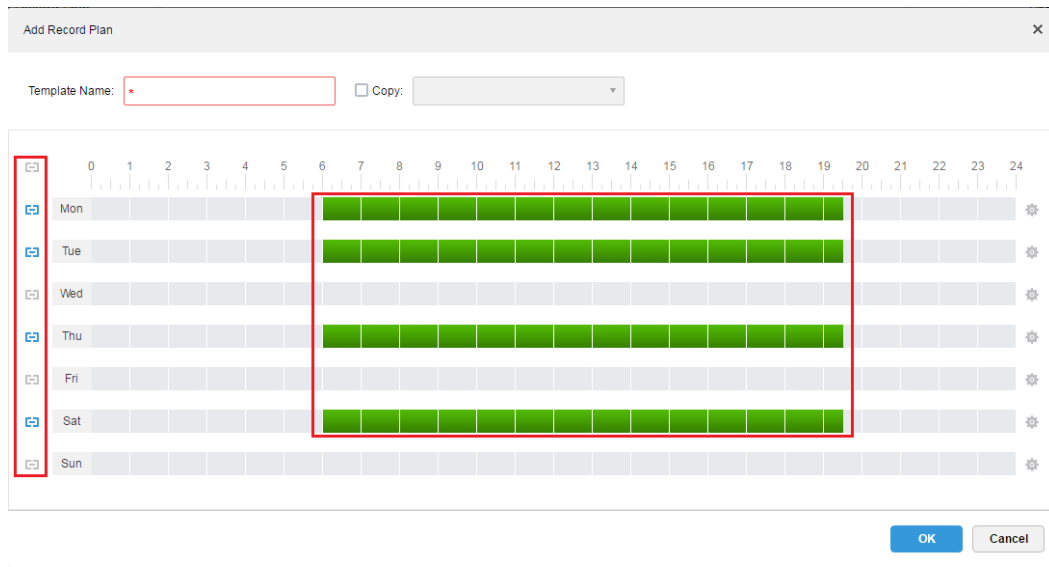 Add Record Plan
Template Name: * Copy:
0 1 2 3 4 5 6 7 8 9 10 11 12 13 14 15 16 17 18 19 20 21 22 23 24
Mon
Tue
Wed
Thu
Fri
Sat
Sun
OK Cancel